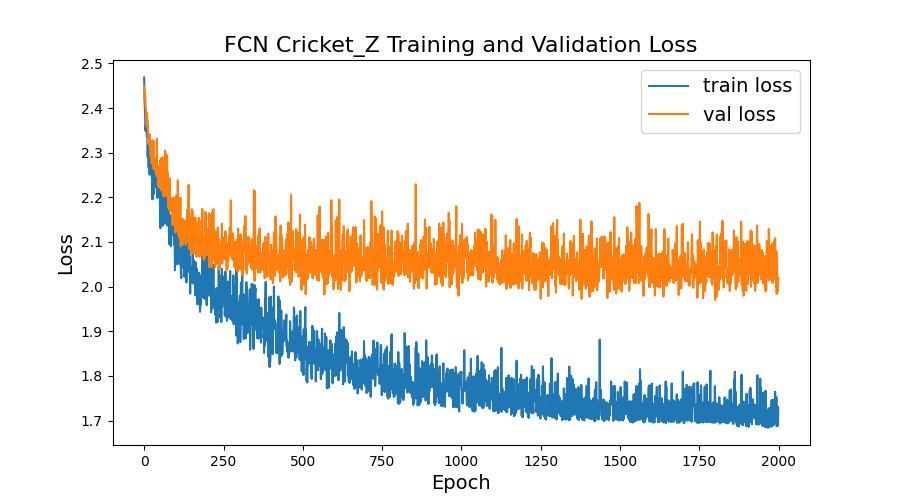 FCN Cricket_Z Training and Validation Loss
train loss
val loss
Loss
2.5
2.4
2.3
2.2
2.1
2.0
1.9
1.8
1.7
0 250 500 750 1000 1250 1500 1750 2000
Epoch